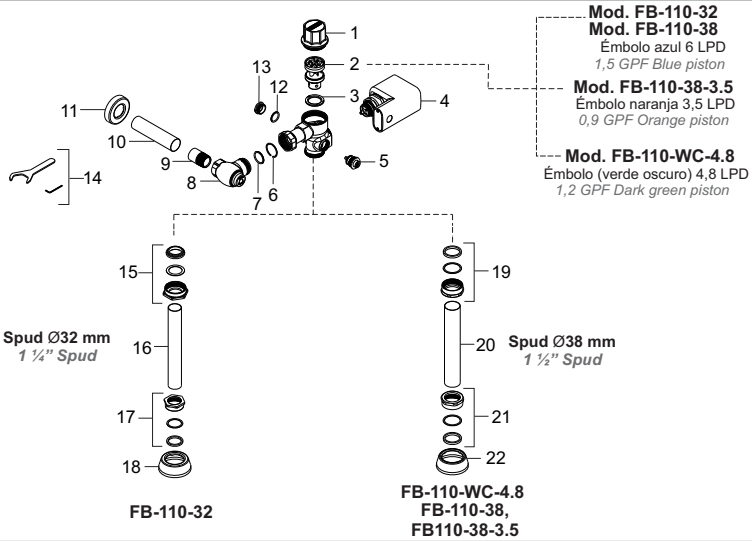 Mod. FB-110-32
Mod. FB-110-38
Émbolo azul 6 LPD
1,5 GPF Blue piston
Mod. FB-110-38-3.5
Émbolo naranja 3,5 LPD
0,9 GPF Orange piston
Mod. FB-110-WC-4.8
Émbolo (verde oscuro) 4,8 LPD
1,2 GPF Dark green piston
1
2
3
4
5
6
7
8
9
10
11
12
13
14
15
16
17
18
Spud Ø32 mm
1 ¼” Spud
FB-110-32
19
20
21
22
Spud Ø38 mm
1 ½” Spud
FB-110-WC-4.8
FB-110-38,
FB110-38-3.5